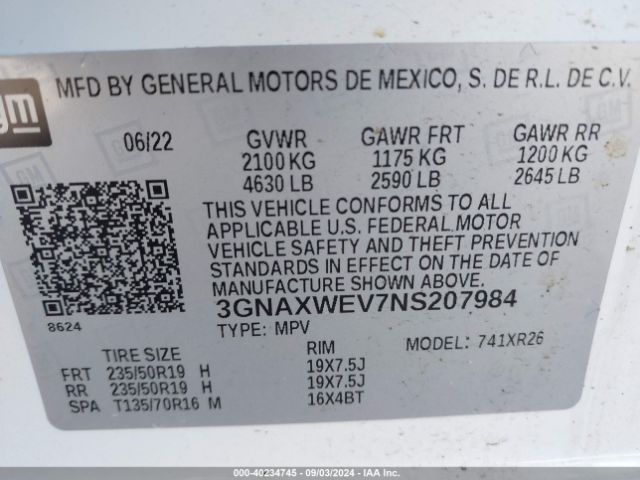 gm
MFD BY GENERAL MOTORS DE MEXICO, S. DE R.L. DE C.V.
06/22 GVWR GAWR FRT GAWR RR
2100 KG 1175 KG 1200 KG
4630 LB 2590 LB 2645 LB
THIS VEHICLE CONFORMS TO ALL
APPLICABLE U.S. FEDERAL MOTOR
VEHICLE SAFETY AND THEFT PREVENTION
STANDARDS IN EFFECT ON THE DATE OF
MANUFACTURE SHOWN ABOVE.
8624
3GNAXWEV7NS207984
TYPE: MPV MODEL: 741XR26
TIRE SIZE RIM
FRT 235/50R19 H 19X7.5J
RR 235/50R19 H 19X7.5J
SPA T135/70R16 M 16X4BT
000-40234745 - 09/03/2024 - IAA Inc.